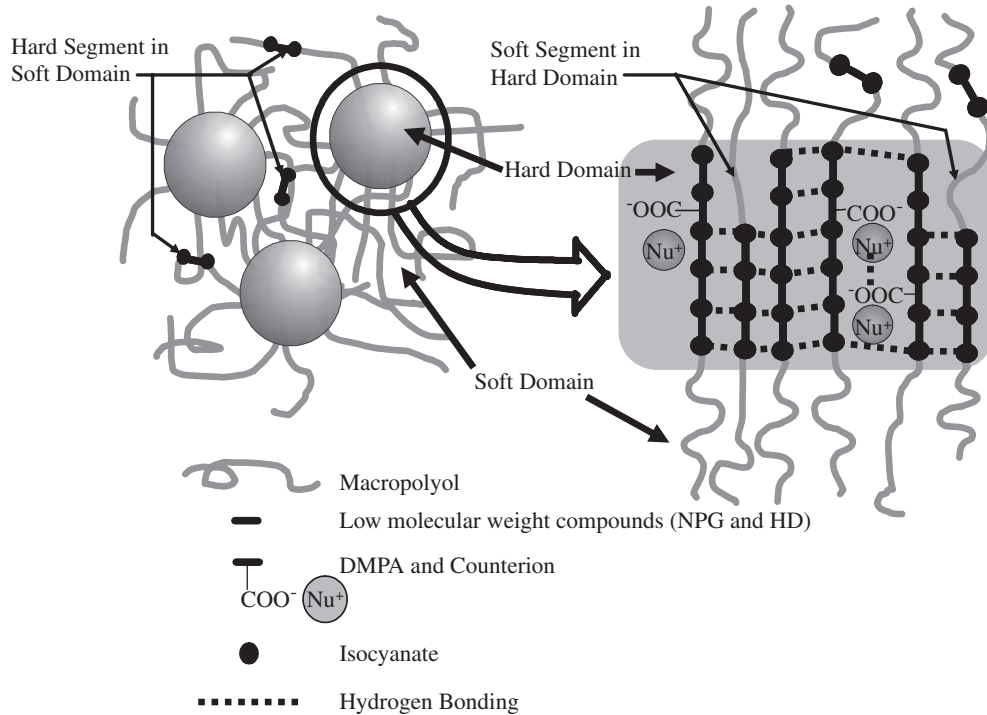 Hard Segment in
Soft Domain
Soft Segment in
Hard Domain
Hard Domain
⁻OOC
COO⁻
Nu⁺
Nu⁺
⁻OOC
Nu⁺
Soft Domain
Macropolyol
Low molecular weight compounds (NPG and HD)
DMPA and Counterion
COO⁻ Nu⁺
Isocyanate
Hydrogen Bonding